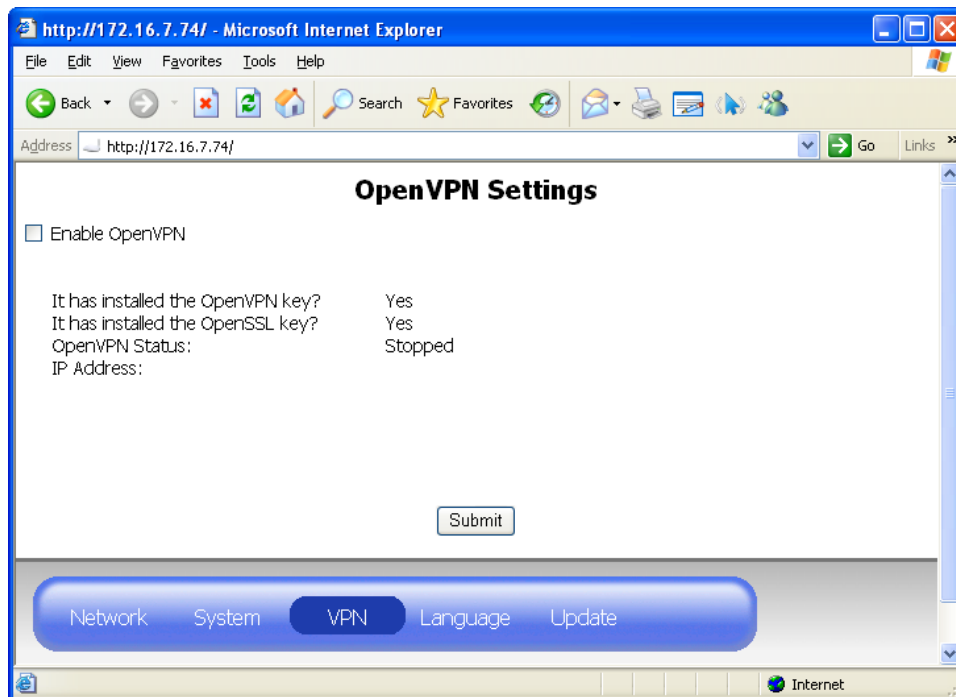 http://172.16.7.74/ - Microsoft Internet Explorer
File Edit View Favorites Tools Help
Back Search Favorites
Address http://172.16.7.74/ Go Links »
OpenVPN Settings
Enable OpenVPN
It has installed the OpenVPN key? Yes
It has installed the OpenSSL key? Yes
OpenVPN Status: Stopped
IP Address:
Submit
Network System VPN Language Update
Internet